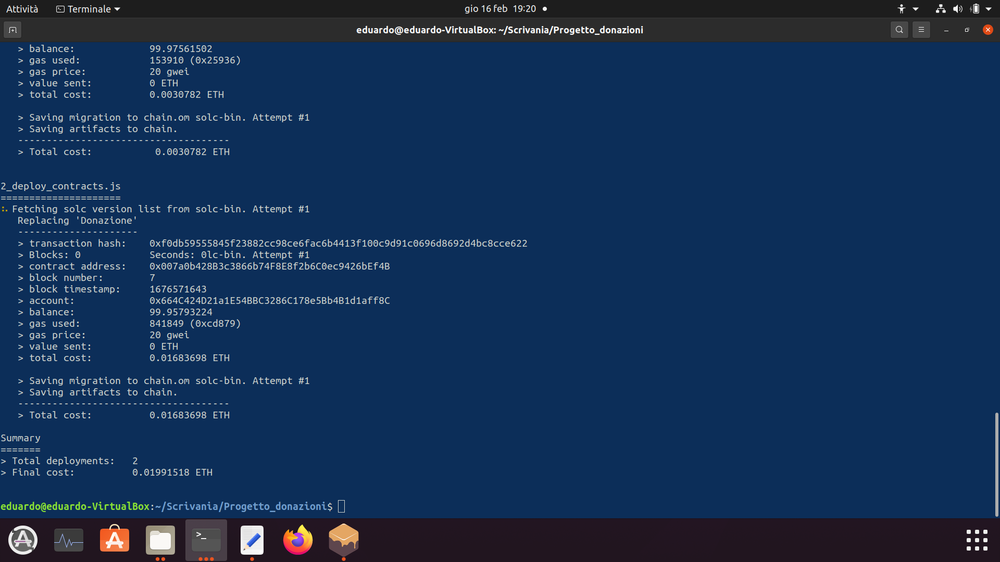 Attività
Terminale
gio 16 feb 19:20
eduardo@eduardo-VirtualBox: ~/Scrivania/Progetto_donazioni
> balance: 99.97561502
> gas used: 153910 (0x25936)
> gas price: 20 gwei
> value sent: 0 ETH
> total cost: 0.0030782 ETH
> Saving migration to chain.om solc-bin. Attempt #1
> Saving artifacts to chain.
-------------------------------------
> Total cost: 0.0030782 ETH
2_deploy_contracts.js
=====================
Fetching solc version list from solc-bin. Attempt #1
Replacing 'Donazione'
---------------------
> transaction hash: 0xf0db59555845f23882cc98ce6fac6b4413f100c9d91c0696d8692d4bc8cce622
> Blocks: 0 Seconds: 0lc-bin. Attempt #1
> contract address: 0x007a0b428B3c3866b74F8E8f2b6C0ec9426bEf4B
> block number: 7
> block timestamp: 1676571643
> account: 0x664C424D21a1E54BBC3286C178e5Bb4B1d1aff8C
> balance: 99.95793224
> gas used: 841849 (0xcd879)
> gas price: 20 gwei
> value sent: 0 ETH
> total cost: 0.01683698 ETH
> Saving migration to chain.om solc-bin. Attempt #1
> Saving artifacts to chain.
-------------------------------------
> Total cost: 0.01683698 ETH
Summary
=======
> Total deployments: 2
> Final cost: 0.01991518 ETH
eduardo@eduardo-VirtualBox:~/Scrivania/Progetto_donazioni$